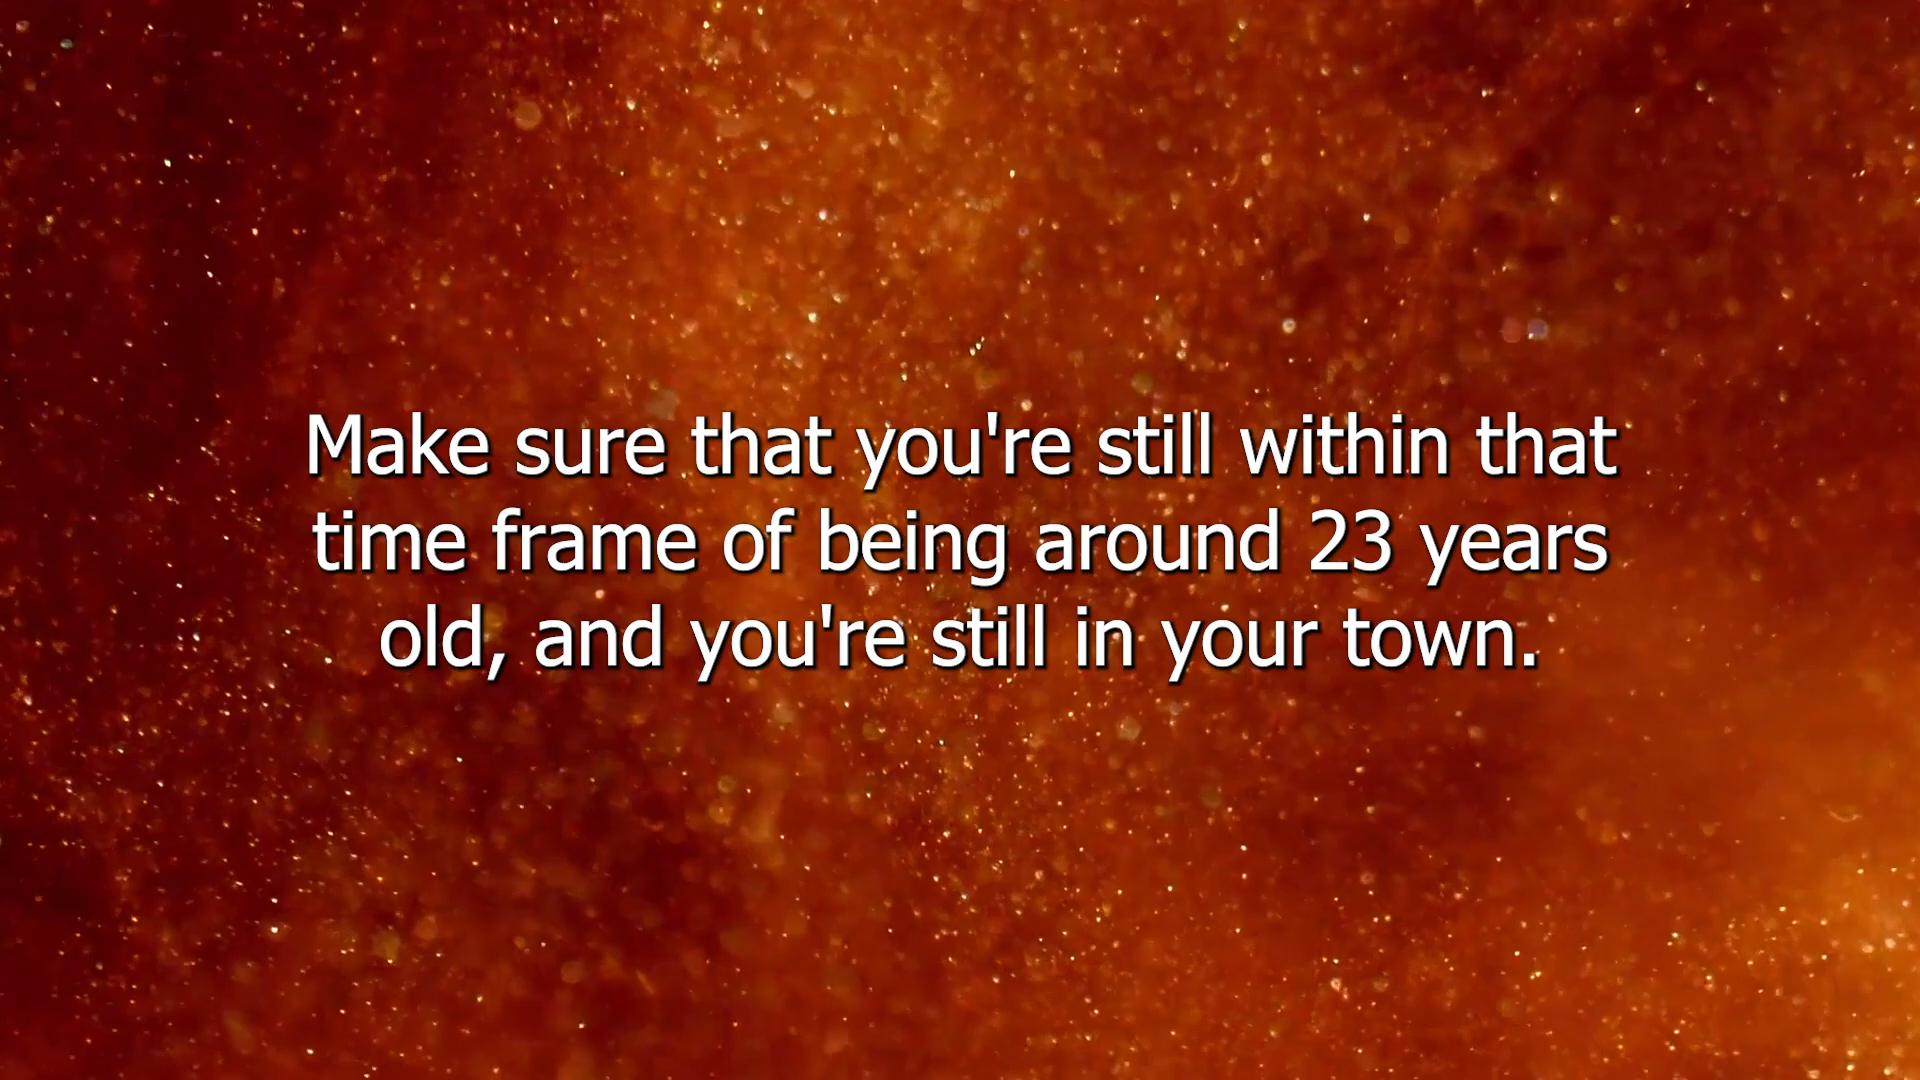 Make sure that you're still within that
time frame of being around 23 years
old, and you're still in your town.